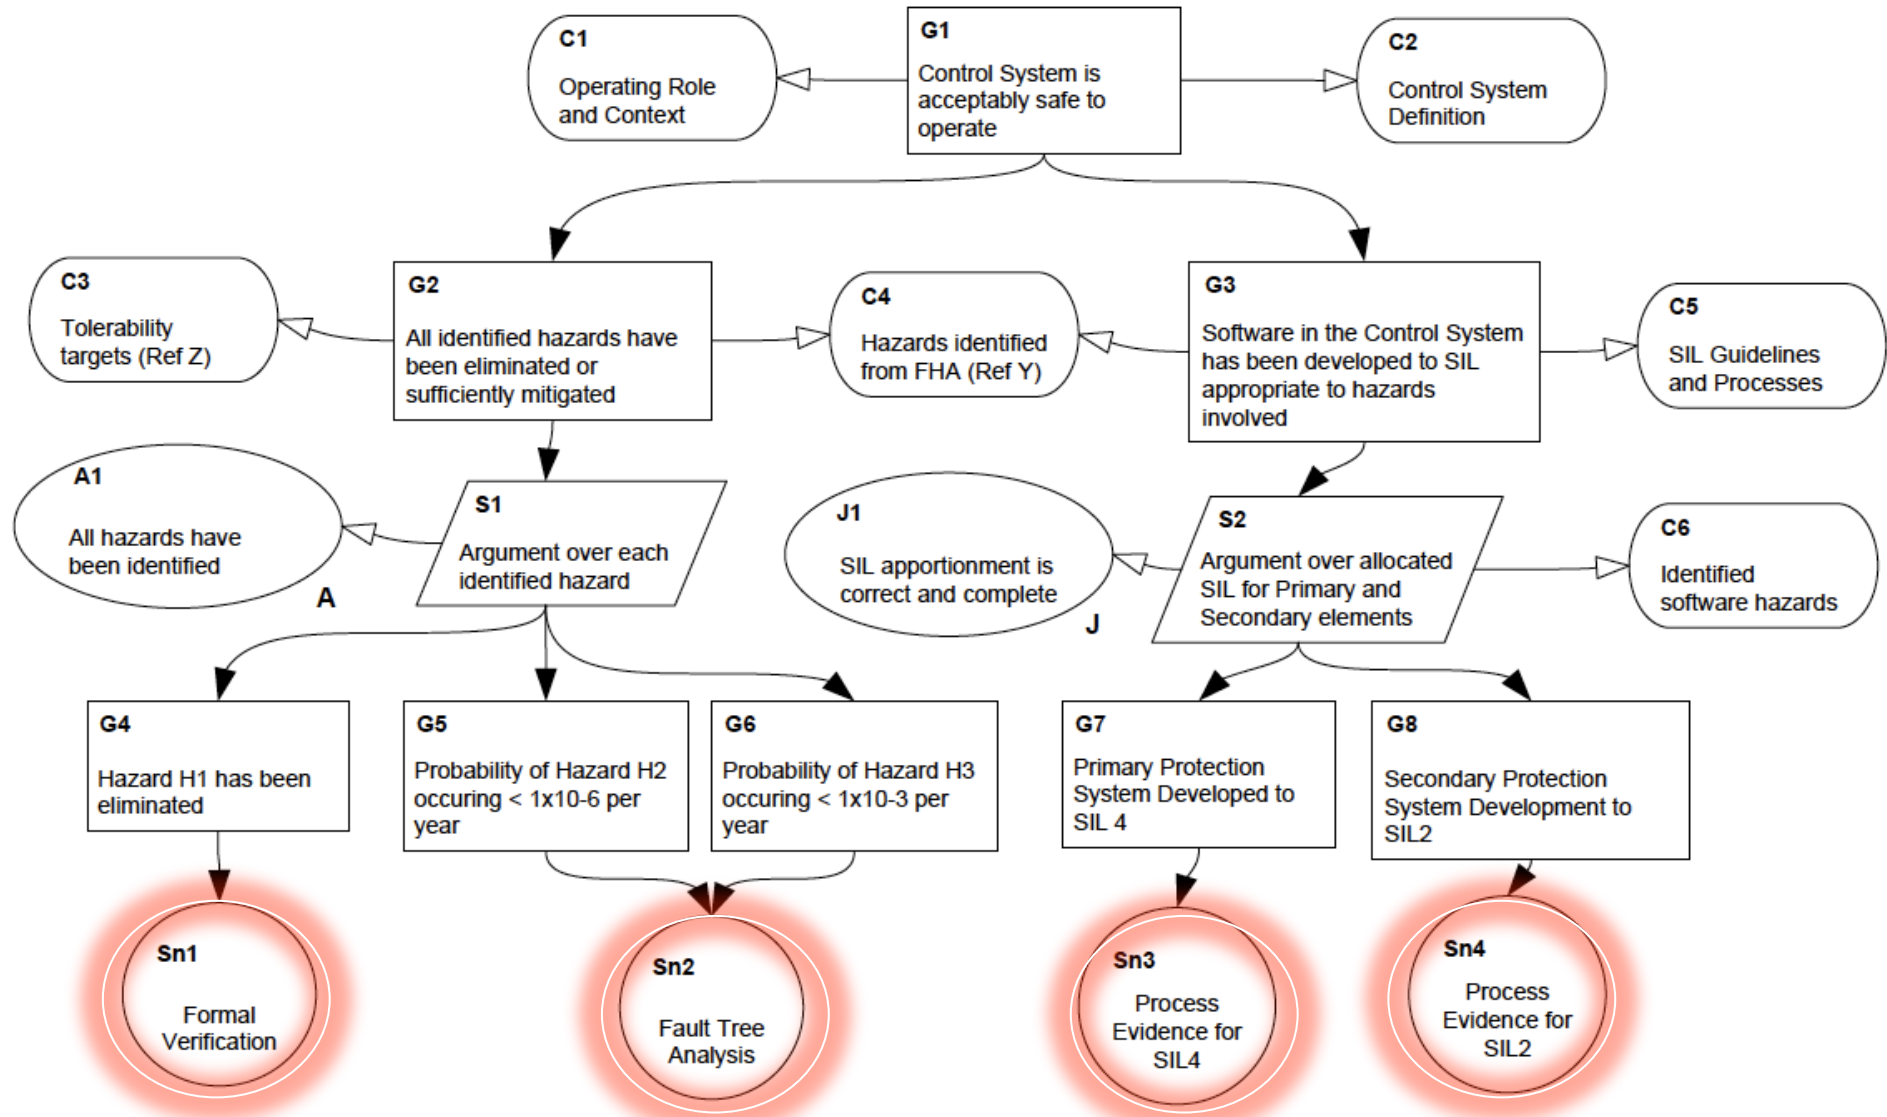 C1
Operating Role
and Context
G1
Control System is
acceptably safe to
operate
C2
Control System
Definition
C3
Tolerability
targets (Ref Z)
G2
All identified hazards have
been eliminated or
sufficiently mitigated
C4
Hazards identified
from FHA (Ref Y)
G3
Software in the Control System
has been developed to SIL
appropriate to hazards
involved
C5
SIL Guidelines
and Processes
A1
All hazards have
been identified
A
S1
Argument over each
identified hazard
J1
SIL apportionment is
correct and complete
J
S2
Argument over allocated
SIL for Primary and
Secondary elements
C6
Identified
software hazards
G4
Hazard H1 has been
eliminated
G5
Probability of Hazard H2
occuring < 1x10-6 per
year
G6
Probability of Hazard H3
occuring < 1x10-3 per
year
G7
Primary Protection
System Developed to
SIL 4
G8
Secondary Protection
System Development to
SIL2
Sn1
Formal
Verification
Sn2
Fault Tree
Analysis
Sn3
Process
Evidence for
SIL4
Sn4
Process
Evidence for
SIL2